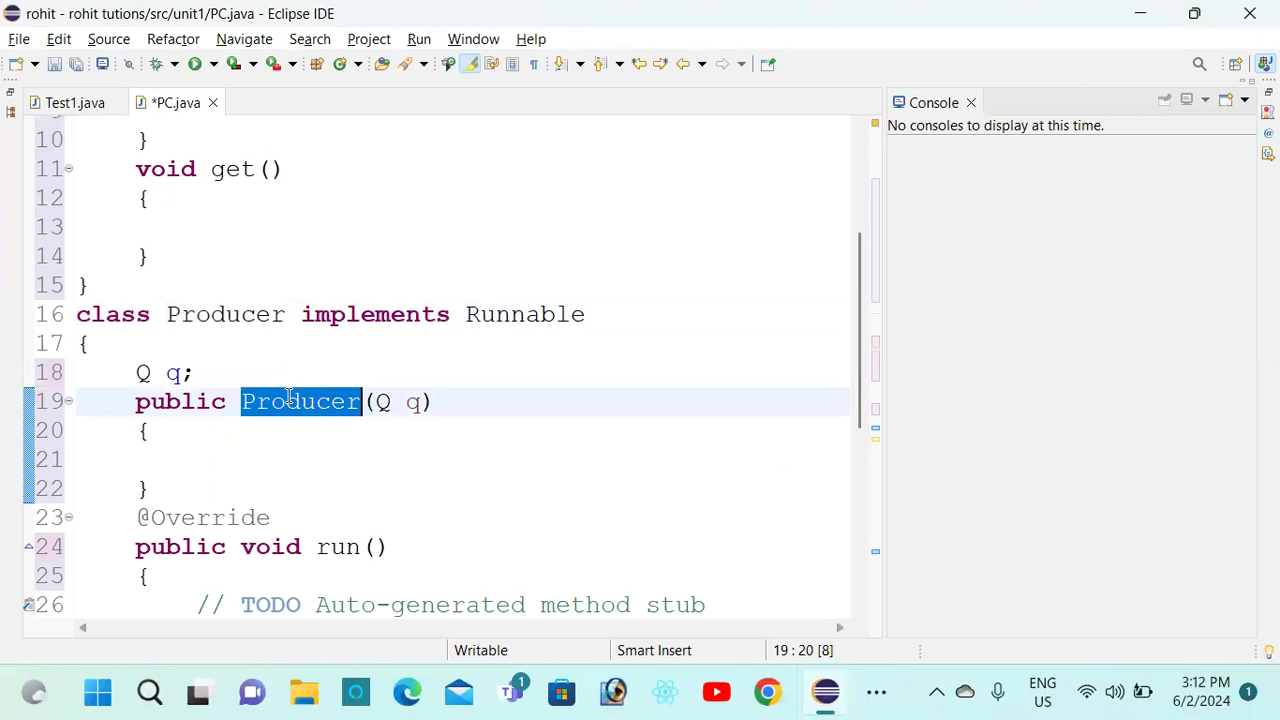 rohit - rohit tutions/src/unit1/PC.java - Eclipse IDE
File Edit Source Refactor Navigate Search Project Run Window Help
Test1.java
*PC.java
Console
No consoles to display at this time.
10 }
11 void get()
12 {
13
14 }
15 }
16 class Producer implements Runnable
17 {
18 Q q;
19 public Producer(Q q)
20 {
21
22 }
23 @Override
24 public void run()
25 {
26 // TODO Auto-generated method stub
Writable
Smart Insert
19 : 20 [8]
1
ENG
US
3:12 PM
6/2/2024
1